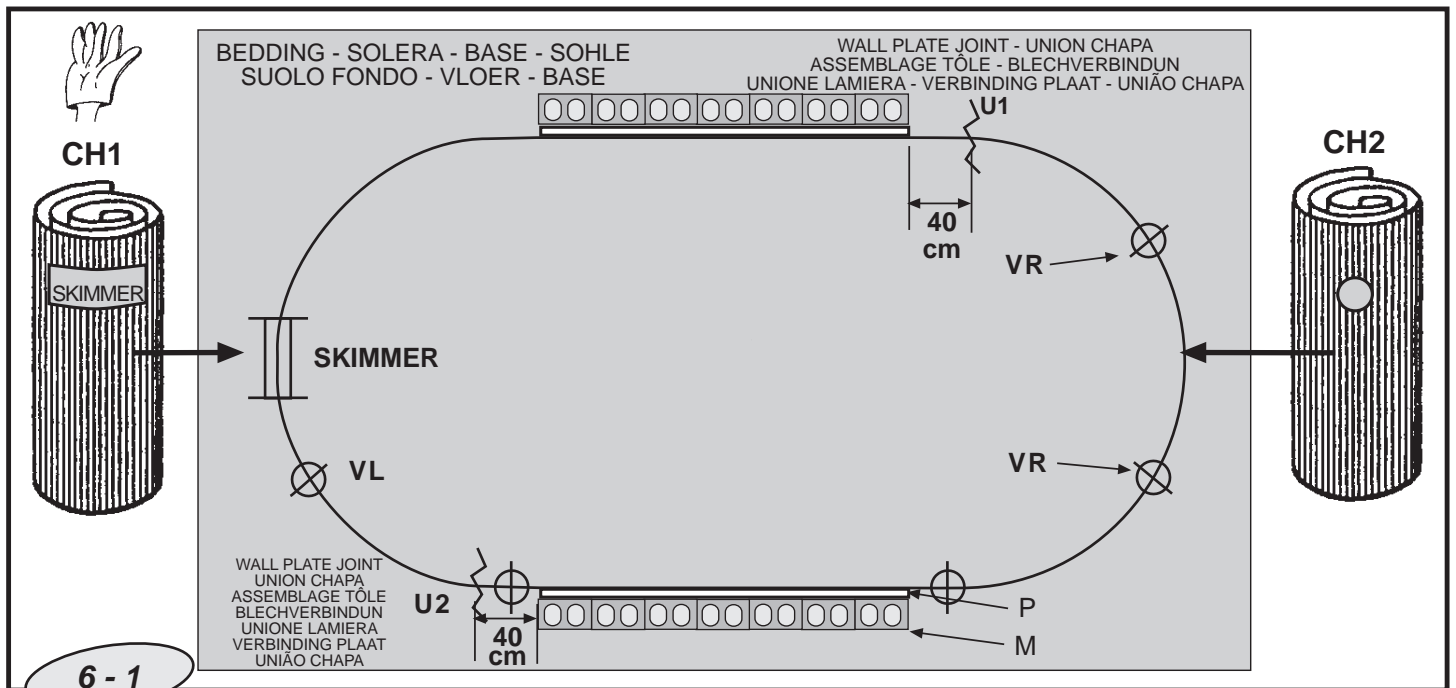 BEDDING - SOLERA - BASE - SOHLE
SUOLO FONDO - VLOER - BASE
WALL PLATE JOINT - UNION CHAPA
ASSEMBLAGE TÔLE - BLECHVERBINDUN
UNIONE LAMIERA - VERBINDING PLAAT - UNIÃO CHAPA
U1
CH1
CH2
40
cm
VR
SKIMMER
SKIMMER
VL
VR
WALL PLATE JOINT
UNION CHAPA
ASSEMBLAGE TÔLE
BLECHVERBINDUN
UNIONE LAMIERA
VERBINDING PLAAT
UNIÃO CHAPA
U2
40
cm
P
M
6 - 1